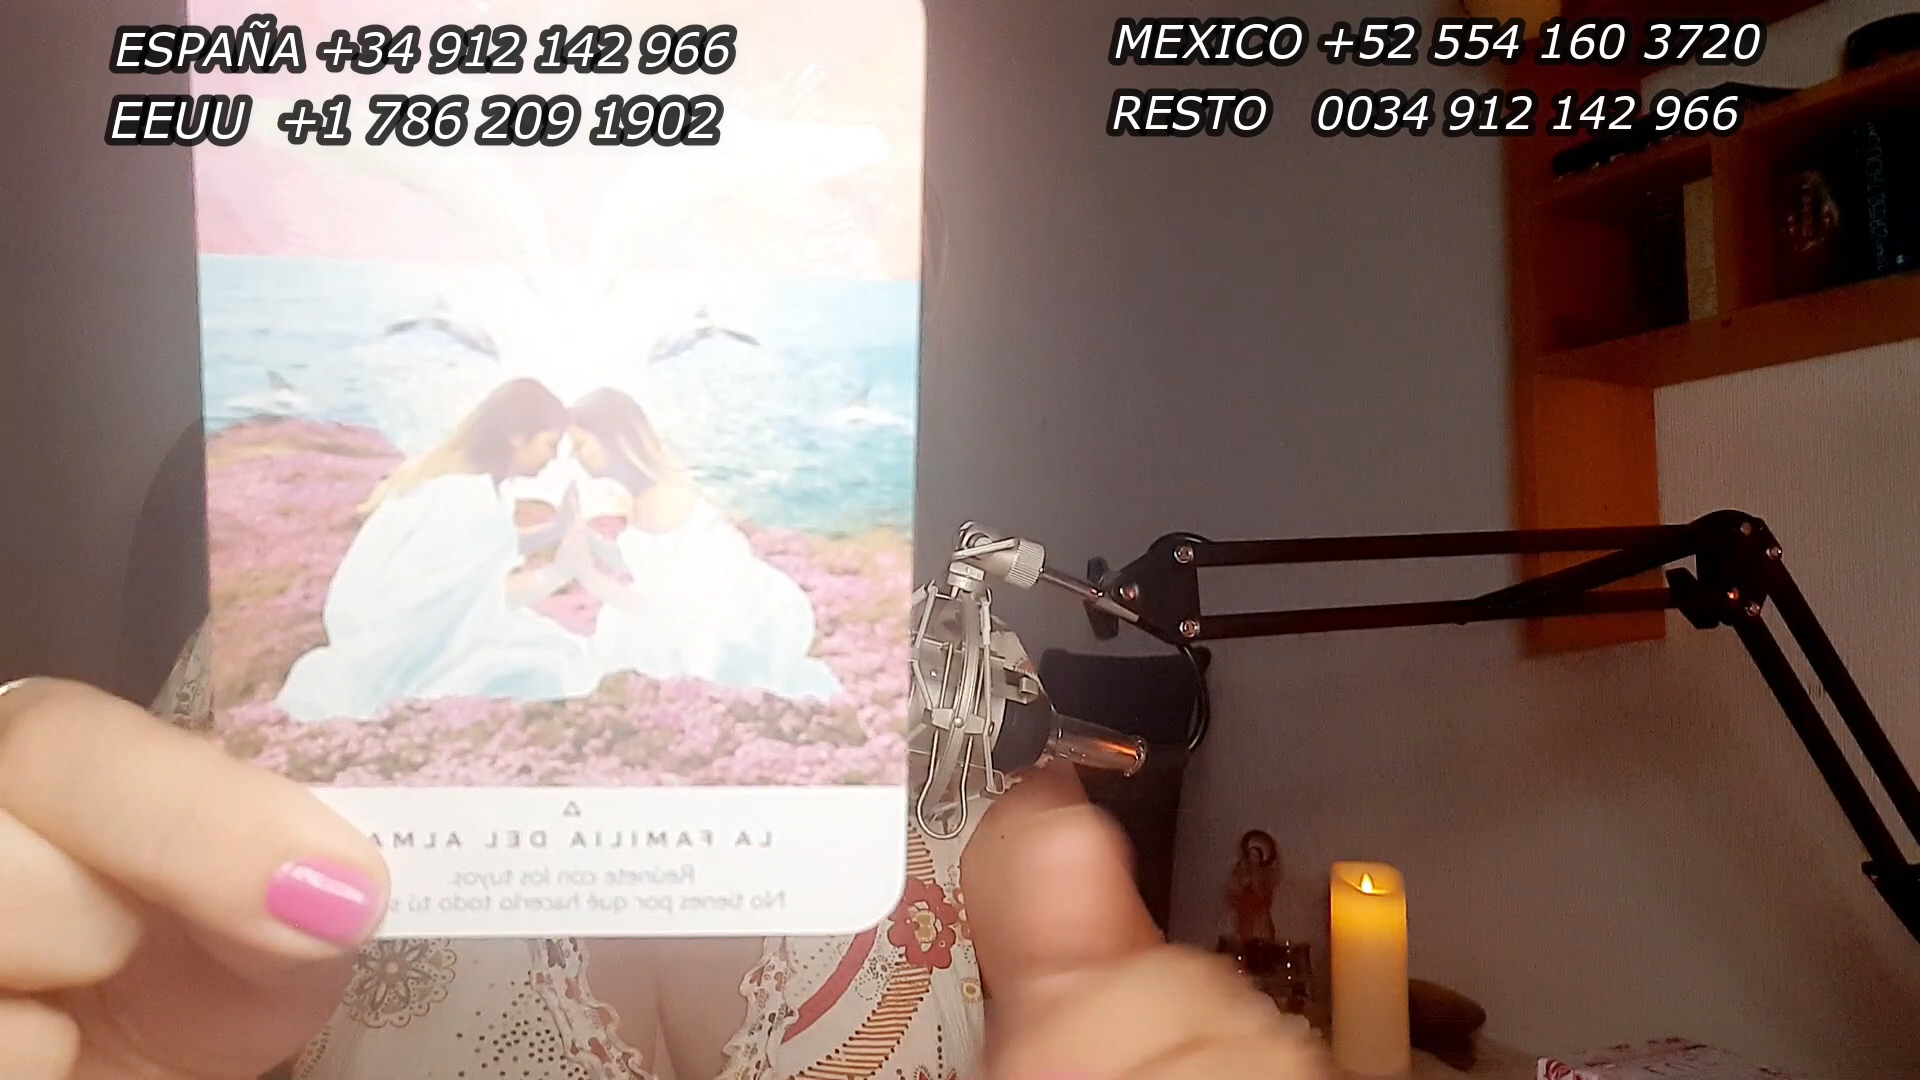 ESPAÑA +34 912 142 966
EEUU +1 786 209 1902
MEXICO +52 554 160 3720
RESTO 0034 912 142 966
LA FAMILIA DEL ALMA
Reúnete con los tuyos.
No tienes por qué hacerlo todo tú s